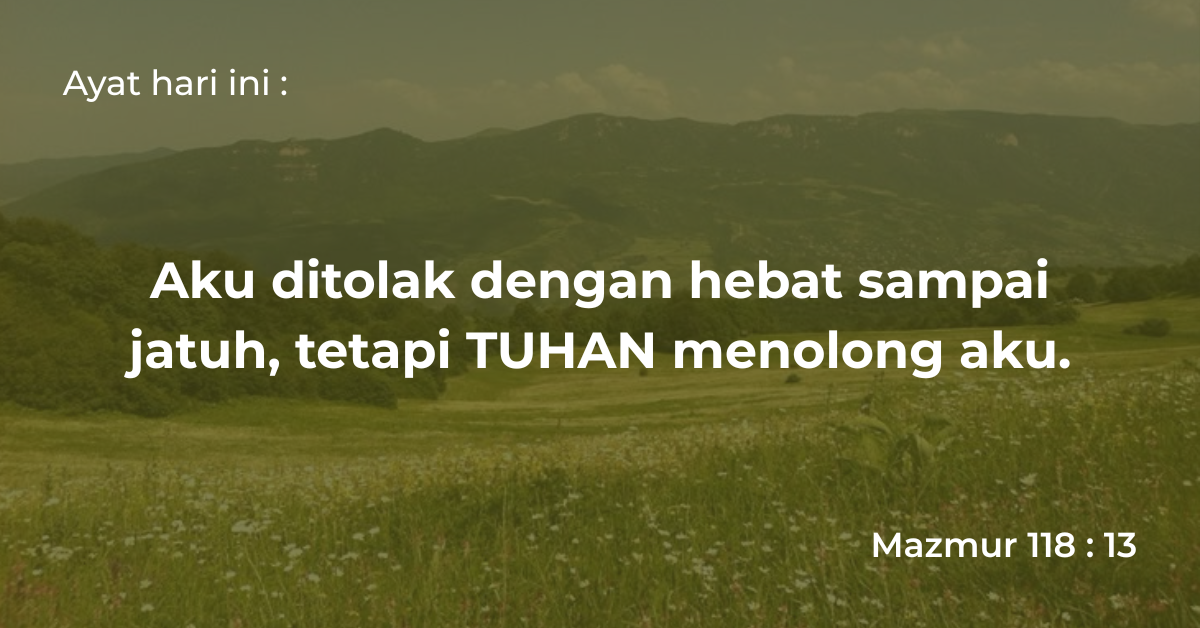 Ayat hari ini :
Aku ditolak dengan hebat sampai
jatuh, tetapi TUHAN menolong aku.
Mazmur 118 : 13